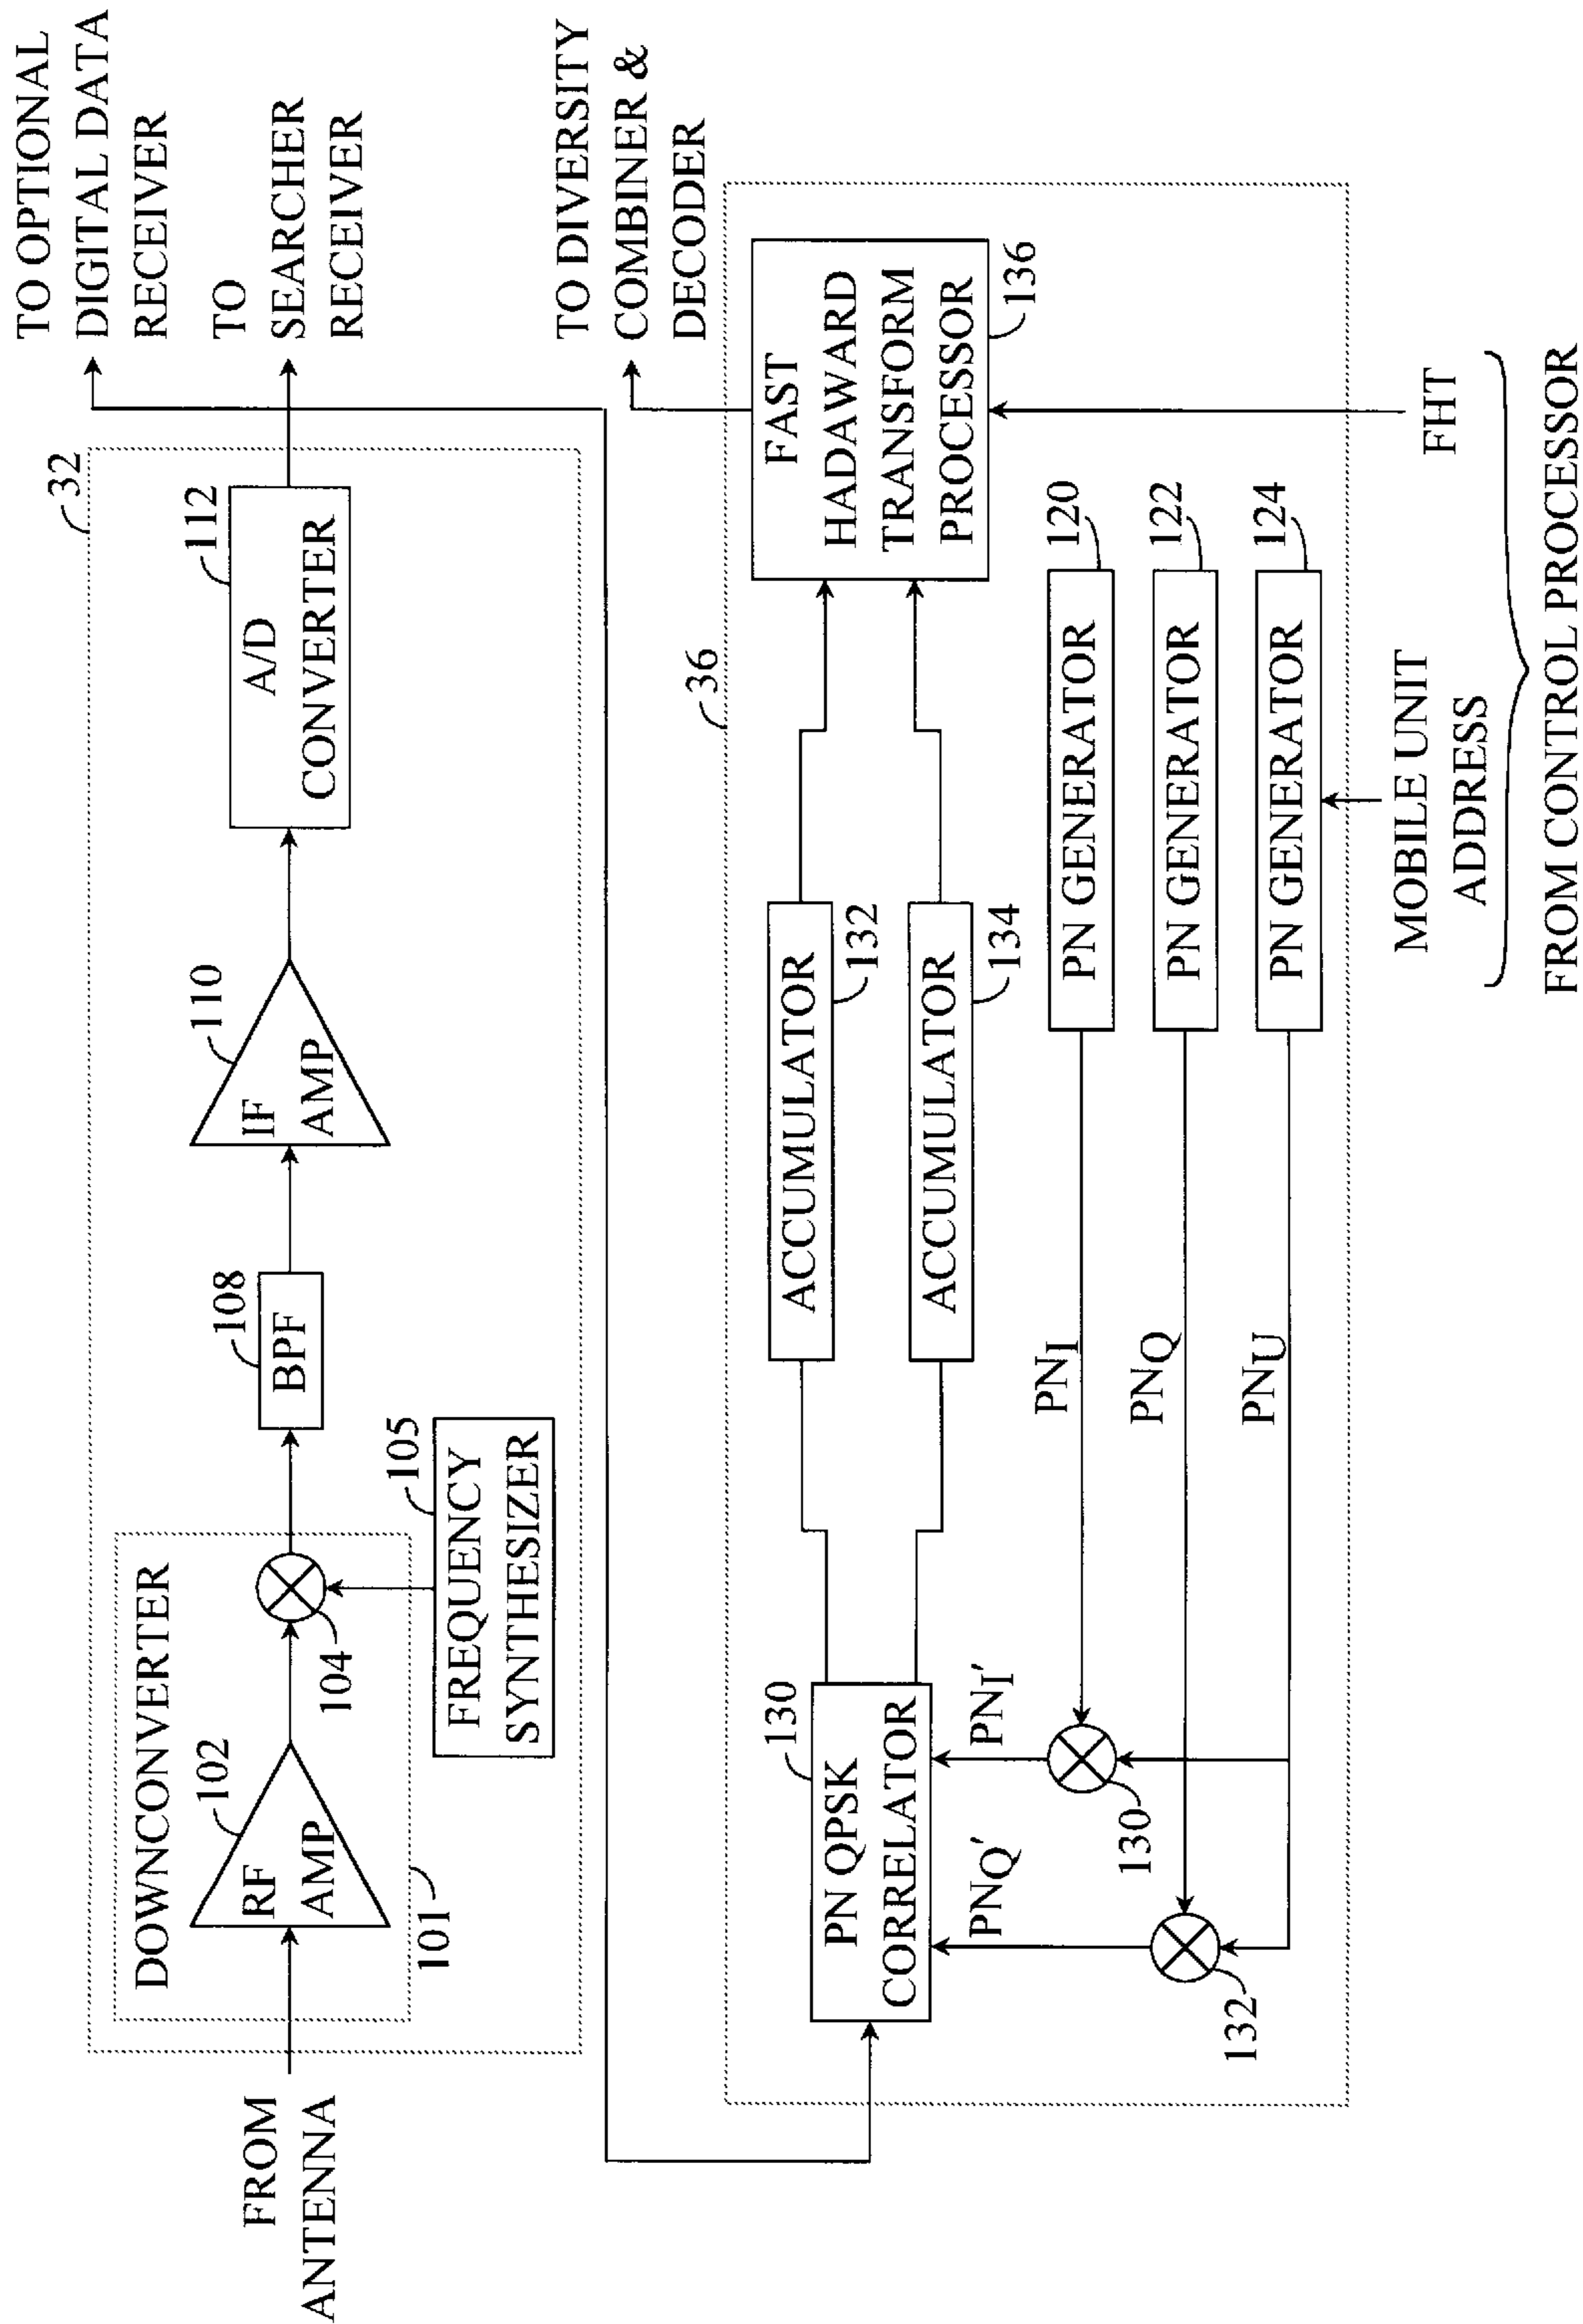 TO OPTIONAL
DIGITAL DATA
RECEIVER
TO
SEARCHER
RECEIVER
32
112
A/D
CONVERTER
110
IF
AMP
108
BPF
DOWNCONVERTER
102
RF
AMP
104
105
FREQUENCY
SYNTHESIZER
101
FROM
ANTENNA
TO DIVERSITY
COMBINER &
DECODER
36
FAST
HADAWARD
TRANSFORM
PROCESSOR
136
ACCUMULATOR
132
ACCUMULATOR
134
130
PN QPSK
CORRELATOR
PNI'
PNQ'
130
132
PNI
PNQ
PNU
PN GENERATOR
120
PN GENERATOR
122
PN GENERATOR
124
MOBILE UNIT
ADDRESS
FHT
FROM CONTROL PROCESSOR